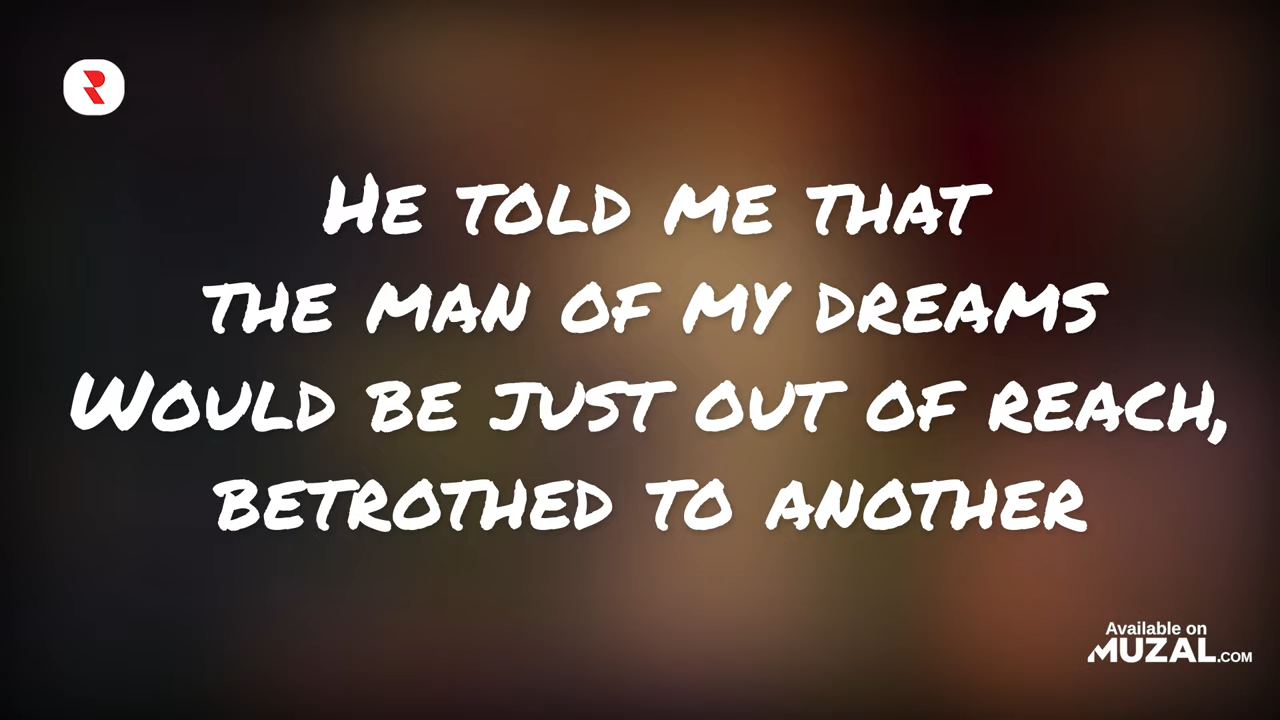 He told me that
the man of my dreams
Would be just out of reach,
betrothed to another
Available on
MUZAL.COM